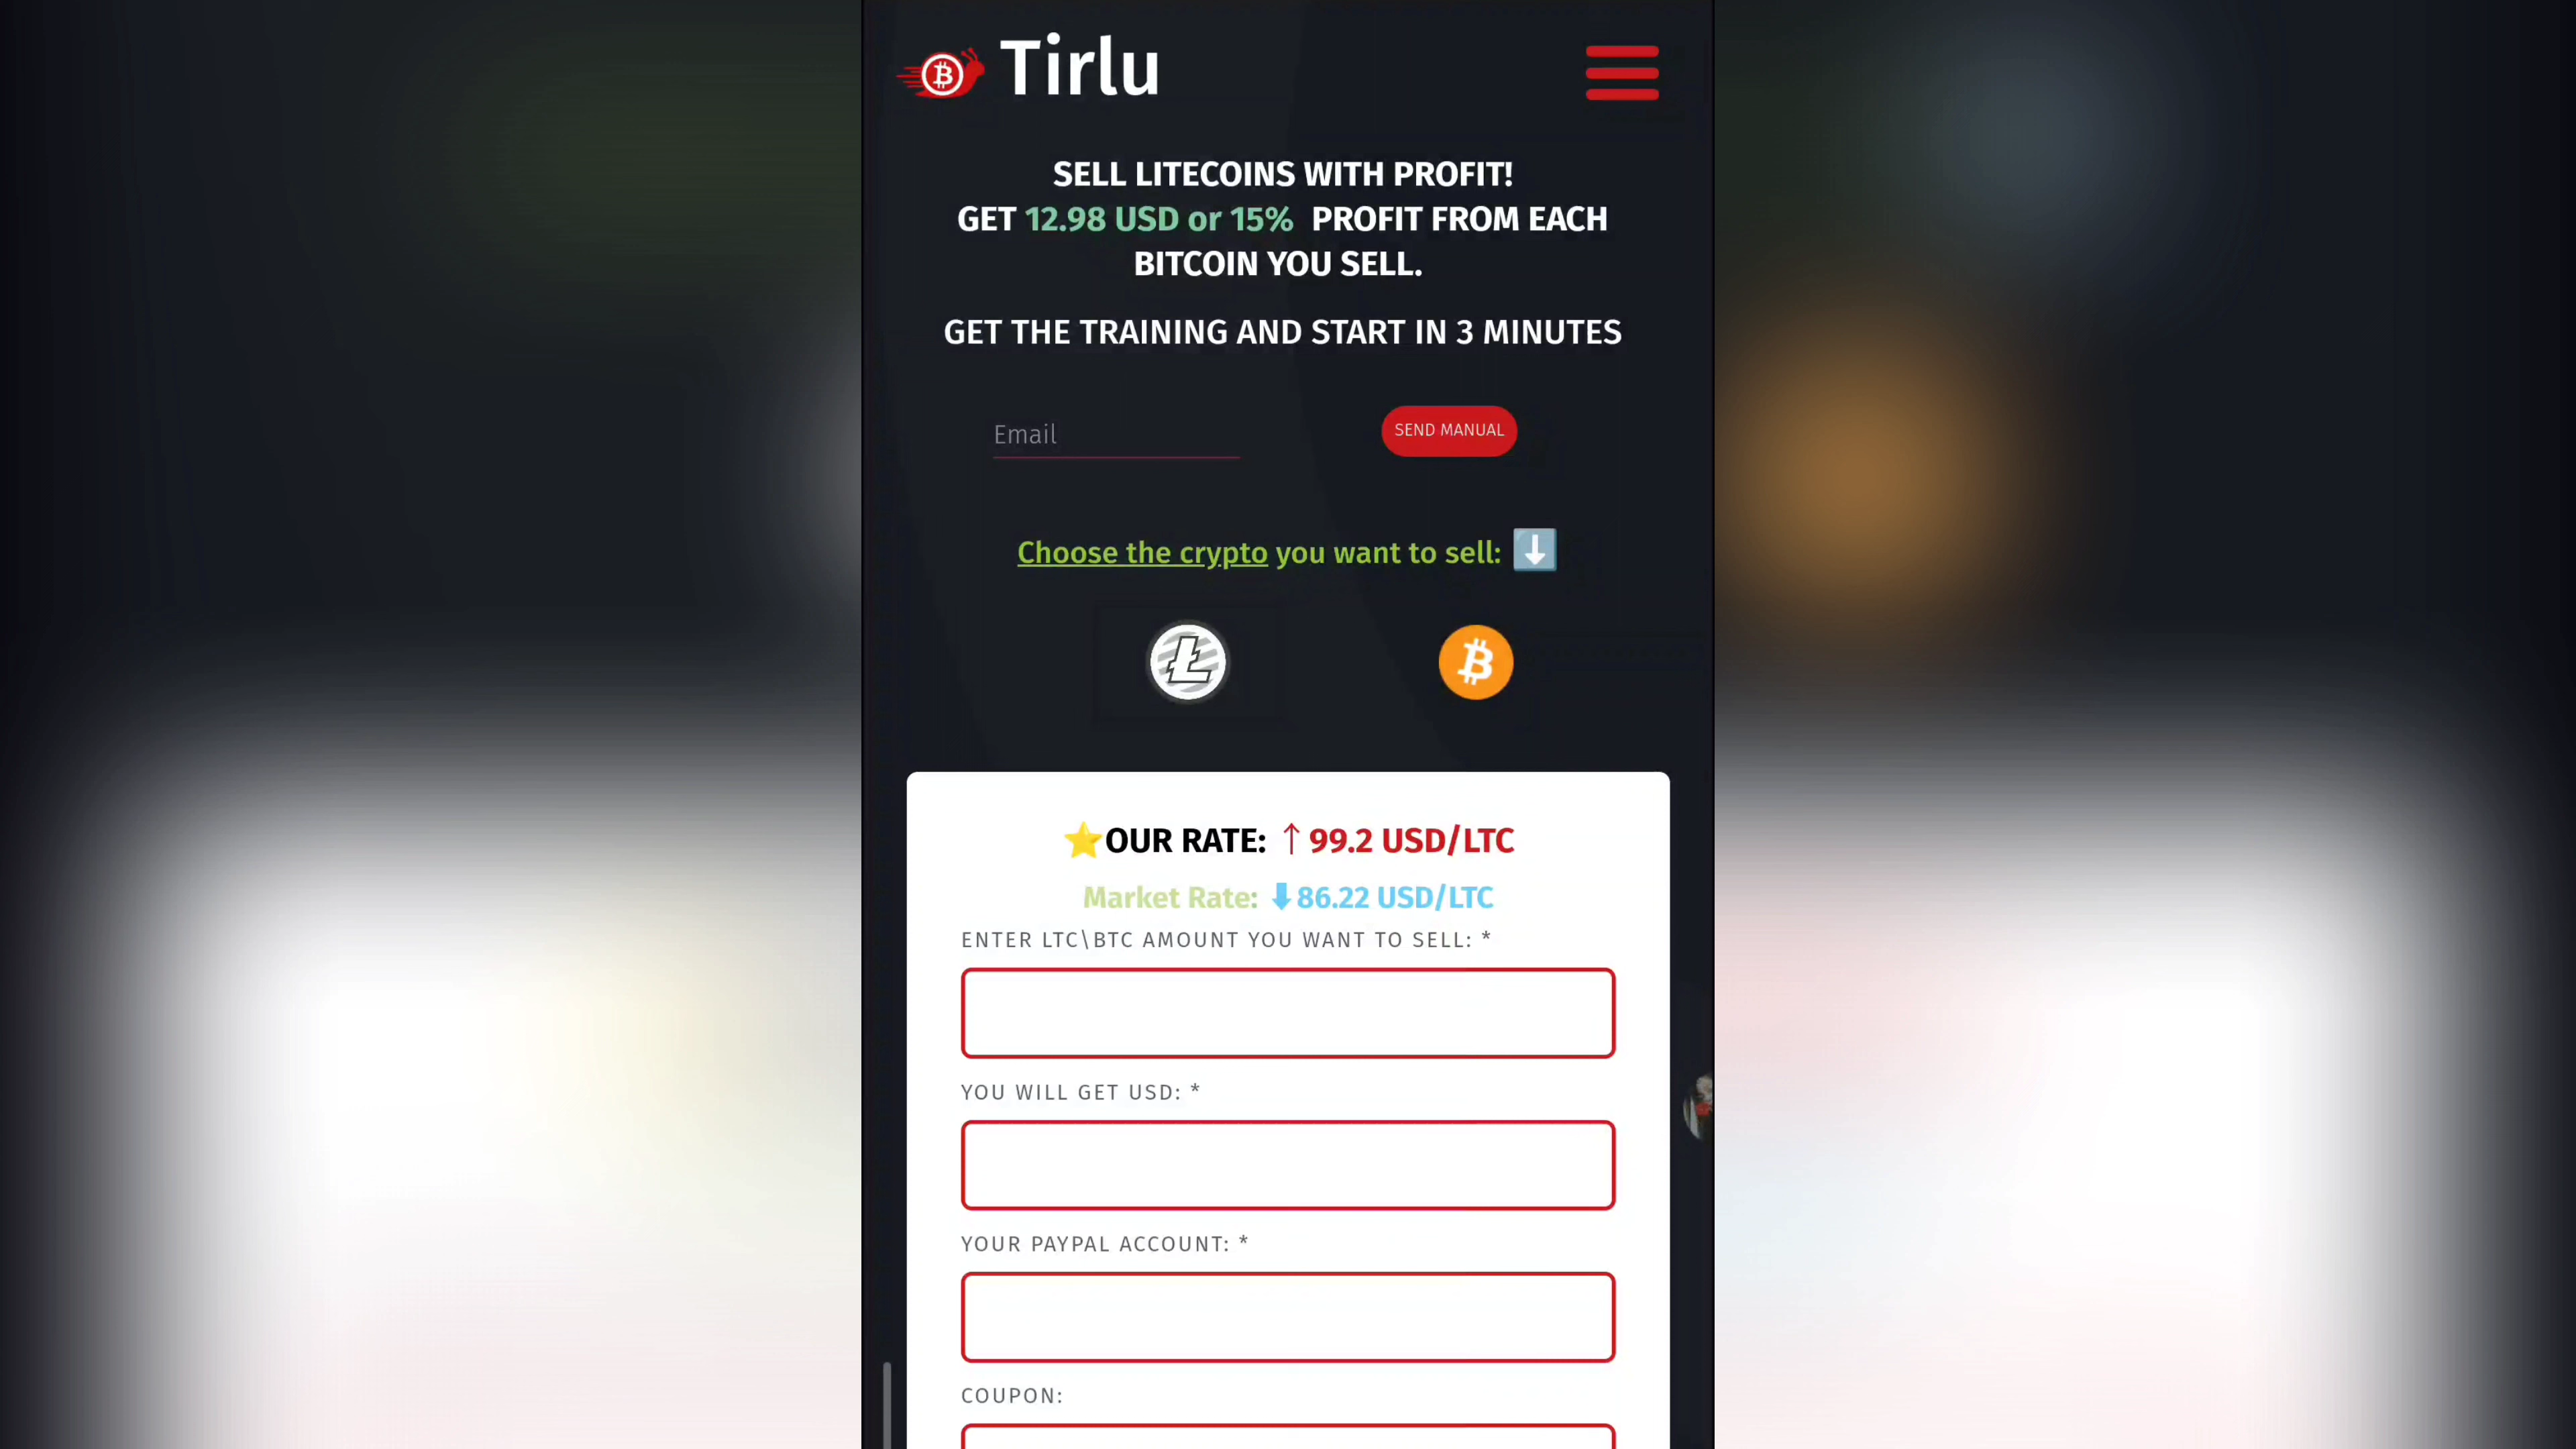 Tirlu
SELL LITECOINS WITH PROFIT!
GET 12.98 USD or 15% PROFIT FROM EACH
BITCOIN YOU SELL.
GET THE TRAINING AND START IN 3 MINUTES
Email
SEND MANUAL
Choose the crypto you want to sell: ⬇️
⭐OUR RATE: ↑ 99.2 USD/LTC
Market Rate: ⬇86.22 USD/LTC
ENTER LTC\BTC AMOUNT YOU WANT TO SELL: *
YOU WILL GET USD: *
YOUR PAYPAL ACCOUNT: *
COUPON: